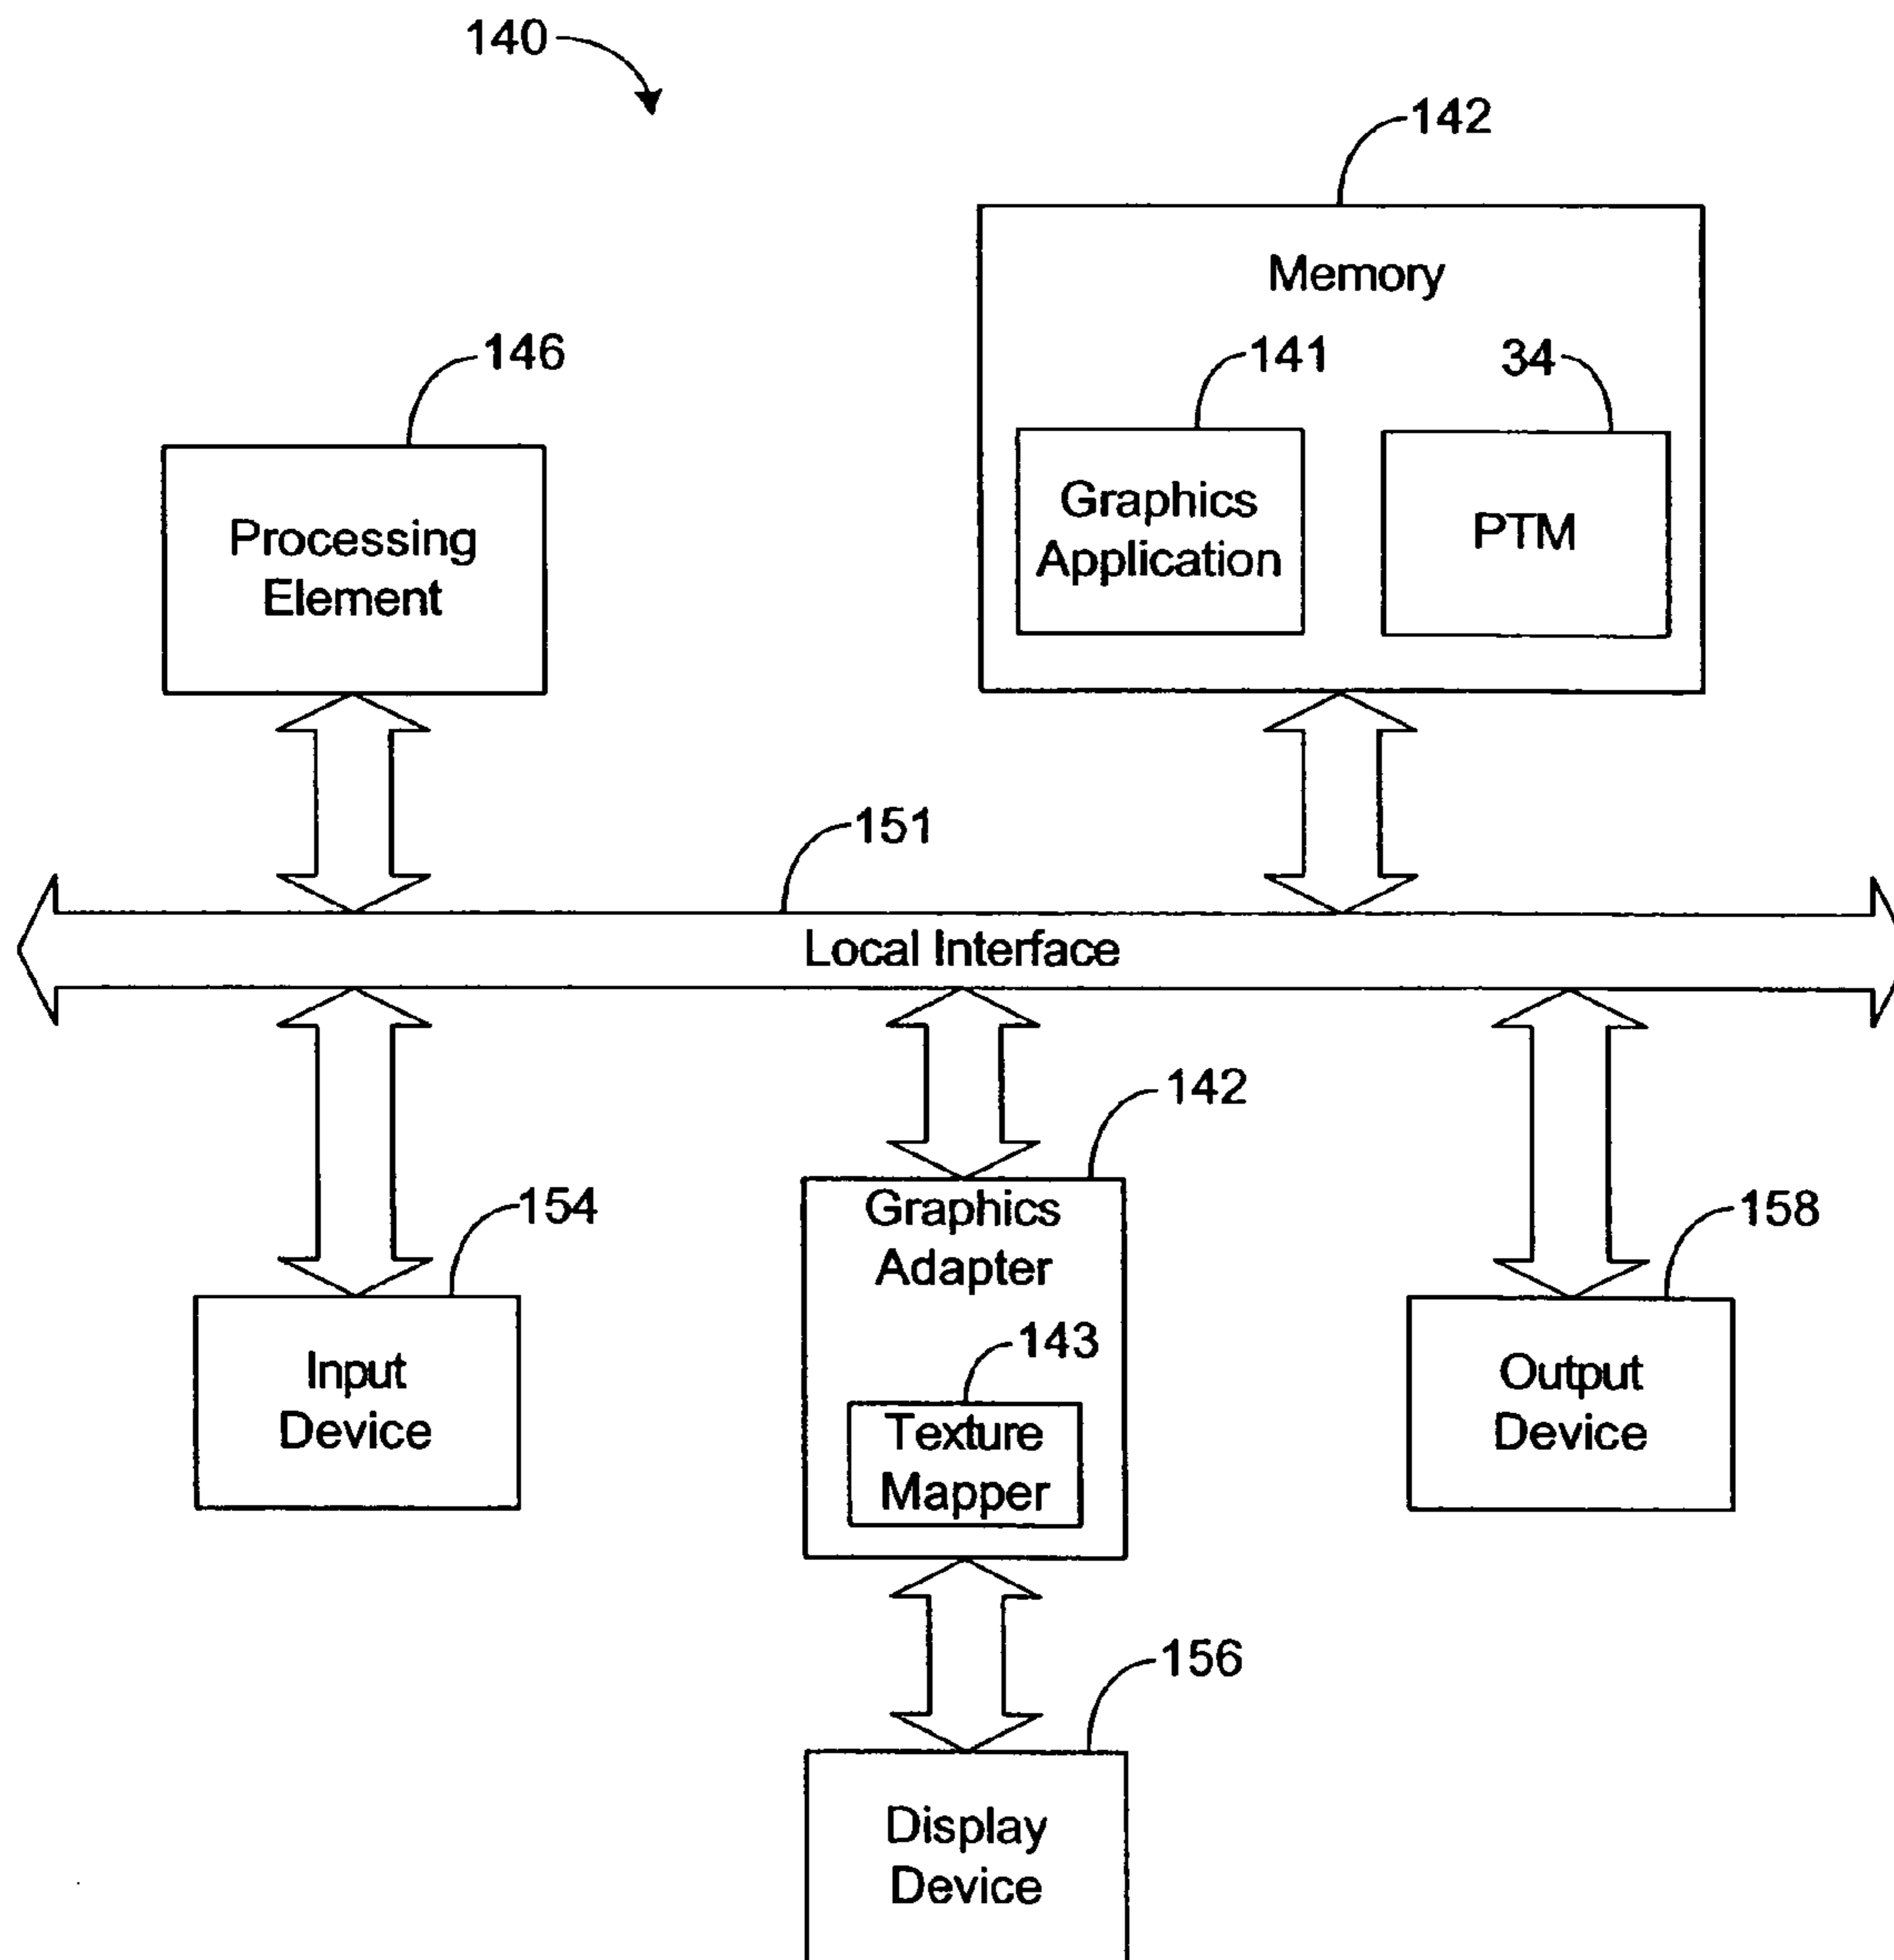 140
142
Memory
146
141
34
Processing
Element
Graphics
Application
PTM
151
Local Interface
142
154
Graphics
Adapter
158
143
Input
Device
Texture
Mapper
Output
Device
156
Display
Device